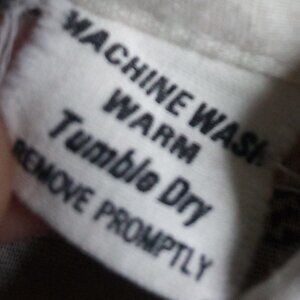 MACHINE WASH
WARM
Tumble Dry
REMOVE PROMPTLY